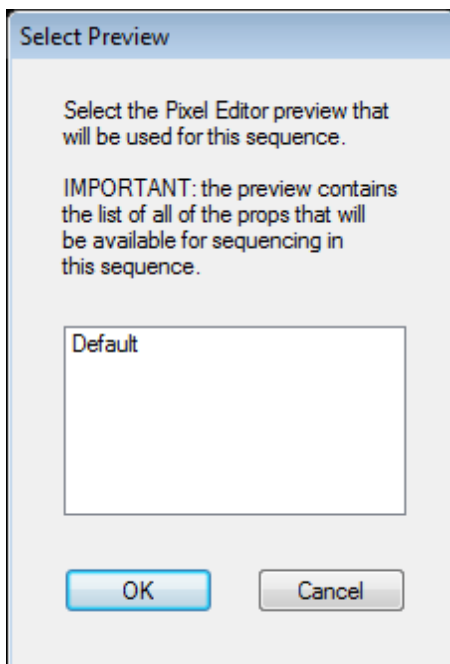 Select Preview
Select the Pixel Editor preview that
will be used for this sequence.
IMPORTANT: the preview contains
the list of all of the props that will
be available for sequencing in
this sequence.
Default
OK
Cancel